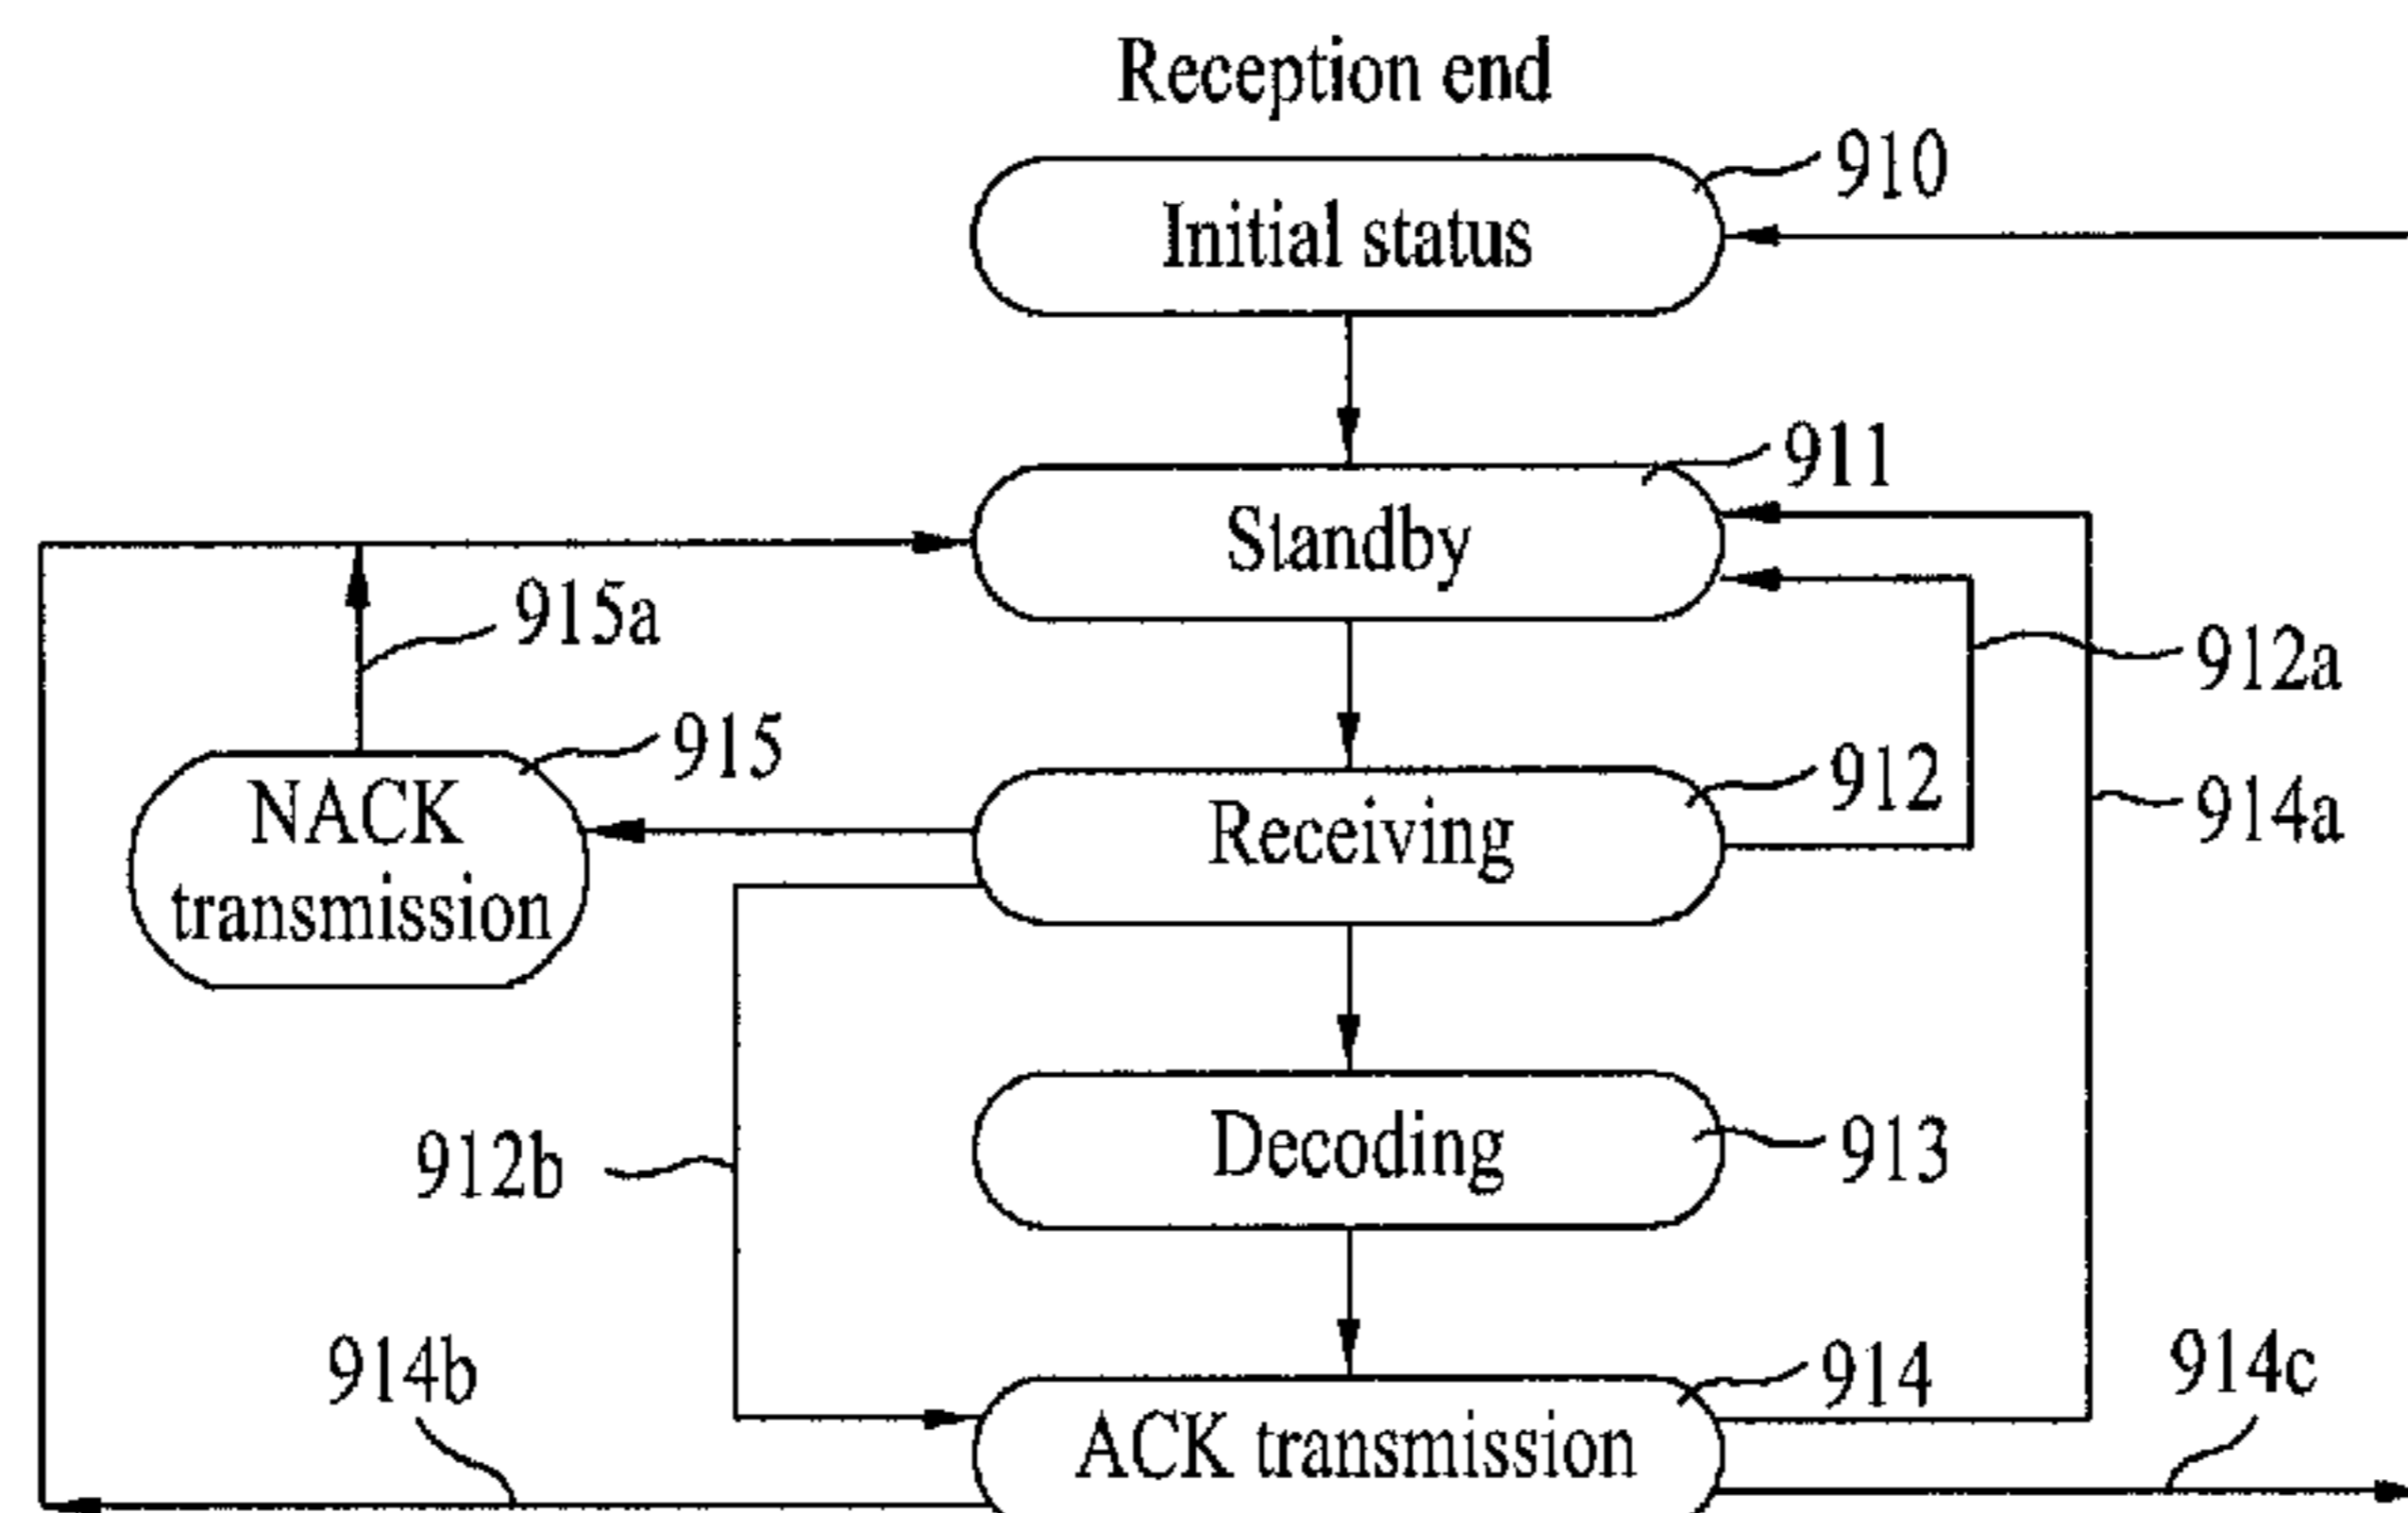 Reception end
910
Initial status
911
Standby
915a
912a
915
NACK
transmission
912
Receiving
914a
912b
Decoding
913
914b
914
914c
ACK transmission